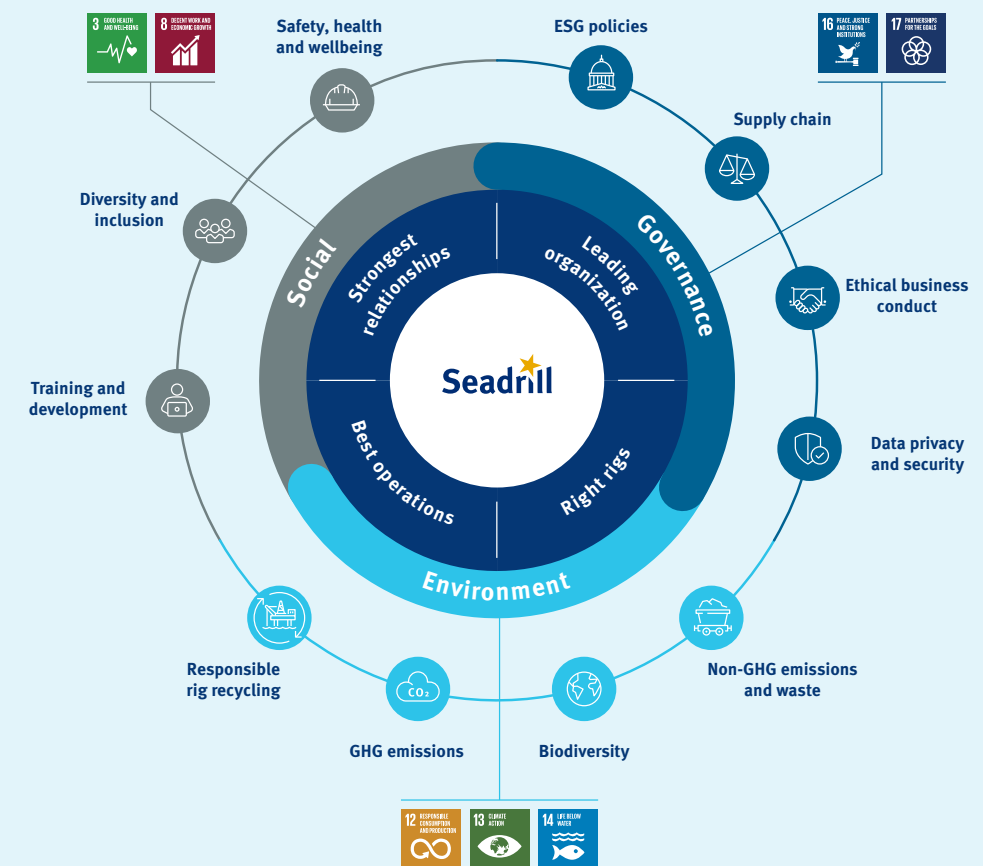 3 GOOD HEALTH
AND WELL-BEING
8 DECENT WORK AND
ECONOMIC GROWTH
Safety, health
and wellbeing
ESG policies
16 PEACE, JUSTICE
AND STRONG
INSTITUTIONS
17 PARTNERSHIPS
FOR THE GOALS
Supply chain
Diversity and
inclusion
Social
Strongest
relationships
Leading
organization
Governance
Ethical business
conduct
Seadrill
Training and
development
Best operations
Right rigs
Data privacy
and security
Environment
Responsible
rig recycling
CO₂
GHG emissions
Biodiversity
Non-GHG emissions
and waste
12 RESPONSIBLE
CONSUMPTION
AND PRODUCTION
13 CLIMATE
ACTION
14 LIFE BELOW
WATER